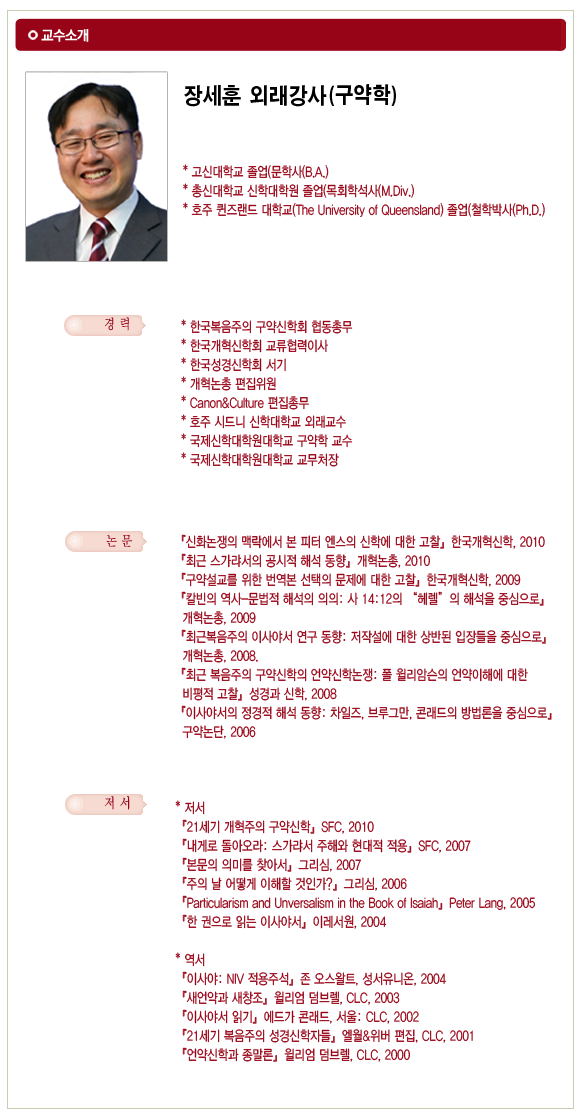 교수소개
장세훈 외래강사(구약학)
* 고신대학교 졸업(문학사(B.A.)
* 총신대학교 신학대학원 졸업(목회학석사(M.Div.)
* 호주 퀸즈랜드 대학교(The University of Queensland) 졸업(철학박사(Ph.D.)
경 력
* 한국복음주의 구약신학회 협동총무
* 한국개혁신학회 교류협력이사
* 한국성경신학회 서기
* 개혁논총 편집위원
* Canon&Culture 편집총무
* 호주 시드니 신학대학교 외래교수
* 국제신학대학원대학교 구약학 교수
* 국제신학대학원대학교 교무처장
논 문
『신화논쟁의 맥락에서 본 피터 엔스의 신학에 대한 고찰』 한국개혁신학, 2010
『최근 스가랴서의 공시적 해석 동향』 개혁논총, 2010
『구약설교를 위한 번역본 선택의 문제에 대한 고찰』 한국개혁신학, 2009
『칼빈의 역사-문법적 해석의 의의: 사 14:12의 “헤렐”의 해석을 중심으로』
개혁논총, 2009
『최근복음주의 이사야서 연구 동향: 저작설에 대한 상반된 입장들을 중심으로』
개혁논총, 2008.
『최근 복음주의 구약신학의 언약신학논쟁: 폴 윌리암슨의 언약이해에 대한
비평적 고찰』 성경과 신학, 2008
『이사야서의 정경적 해석 동향: 차일즈, 브루그만, 콘래드의 방법론을 중심으로』
구약논단, 2006
저 서
* 저서
『21세기 개혁주의 구약신학』 SFC, 2010
『내게로 돌아오라: 스가랴서 주해와 현대적 적용』 SFC, 2007
『본문의 의미를 찾아서』 그리심, 2007
『주의 날 어떻게 이해할 것인가?』 그리심, 2006
『Particularism and Unversalism in the Book of Isaiah』 Peter Lang, 2005
『한 권으로 읽는 이사야서』 이레서원, 2004
* 역서
『이사야: NIV 적용주석』 존 오스왈트, 성서유니온, 2004
『새언약과 새창조』 윌리엄 덤브렐, CLC, 2003
『이사야서 읽기』 에드가 콘래드, 서울: CLC, 2002
『21세기 복음주의 성경신학자들』 엘월&위버 편집, CLC, 2001
『언약신학과 종말론』 윌리엄 덤브렐, CLC, 2000